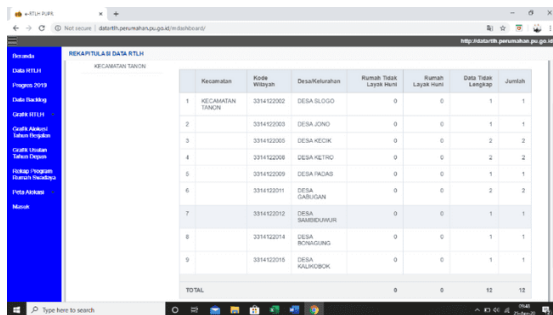 e-RTLH PUPR
Not secure | datartlh.perumahan.pu.go.id/
http://datartlh.perumahan.pu.go.id
Beranda
Data RTLH
Progres 2019
Data Backlog
Grafik RTLH
Grafik Alokasi
Tahun Berjalan
Grafik Usulan
Tahun Depan
Rekap Program
Rumah Swadaya
Peta Alokasi
Masuk
REKAPITULASI DATA RTLH
KECAMATAN TANON
Kecamatan Kode Wilayah Desa/Kelurahan Rumah Tidak Layak Huni Rumah Layak Huni Data Tidak Lengkap Jumlah
1 KECAMATAN TANON 3314122002 DESA SLOGO 0 0 1 1
2 3314122003 DESA JONO 0 0 1 1
3 3314122005 DESA KECIK 0 0 2 2
4 3314122008 DESA KETRO 0 0 2 2
5 3314122009 DESA PADAS 0 0 1 1
6 3314122011 DESA GABUGAN 0 0 2 2
7 3314122012 DESA SAMBIDUWUR 0 0 1 1
8 3314122014 DESA BONAGUNG 0 0 1 1
9 DESA KALIKOBOK 0 0 1 1
TOTAL 0 0 12 12
Type here to search